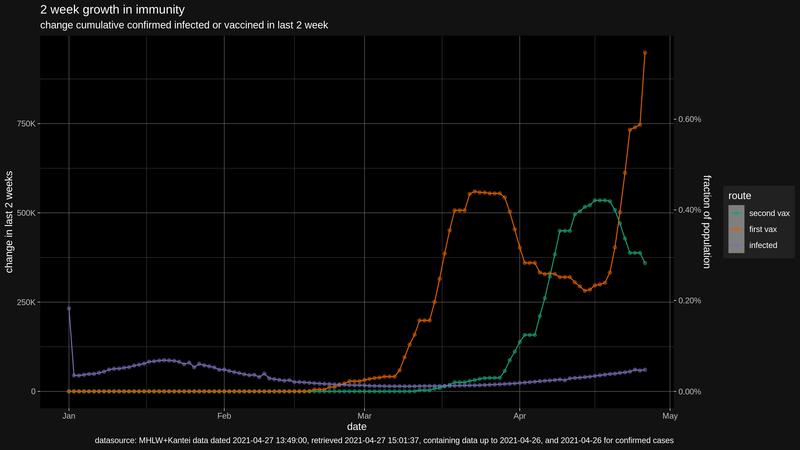 2 week growth in immunity
change cumulative confirmed infected or vaccined in last 2 week
change in last 2 weeks
750K
500K
250K
0
0.60%
0.40%
0.20%
0.00%
fraction of population
route
second vax
first vax
infected
Jan
Feb
Mar
Apr
May
date
datasource: MHLW+Kantei data dated 2021-04-27 13:49:00, retrieved 2021-04-27 15:01:37, containing data up to 2021-04-26, and 2021-04-26 for confirmed cases